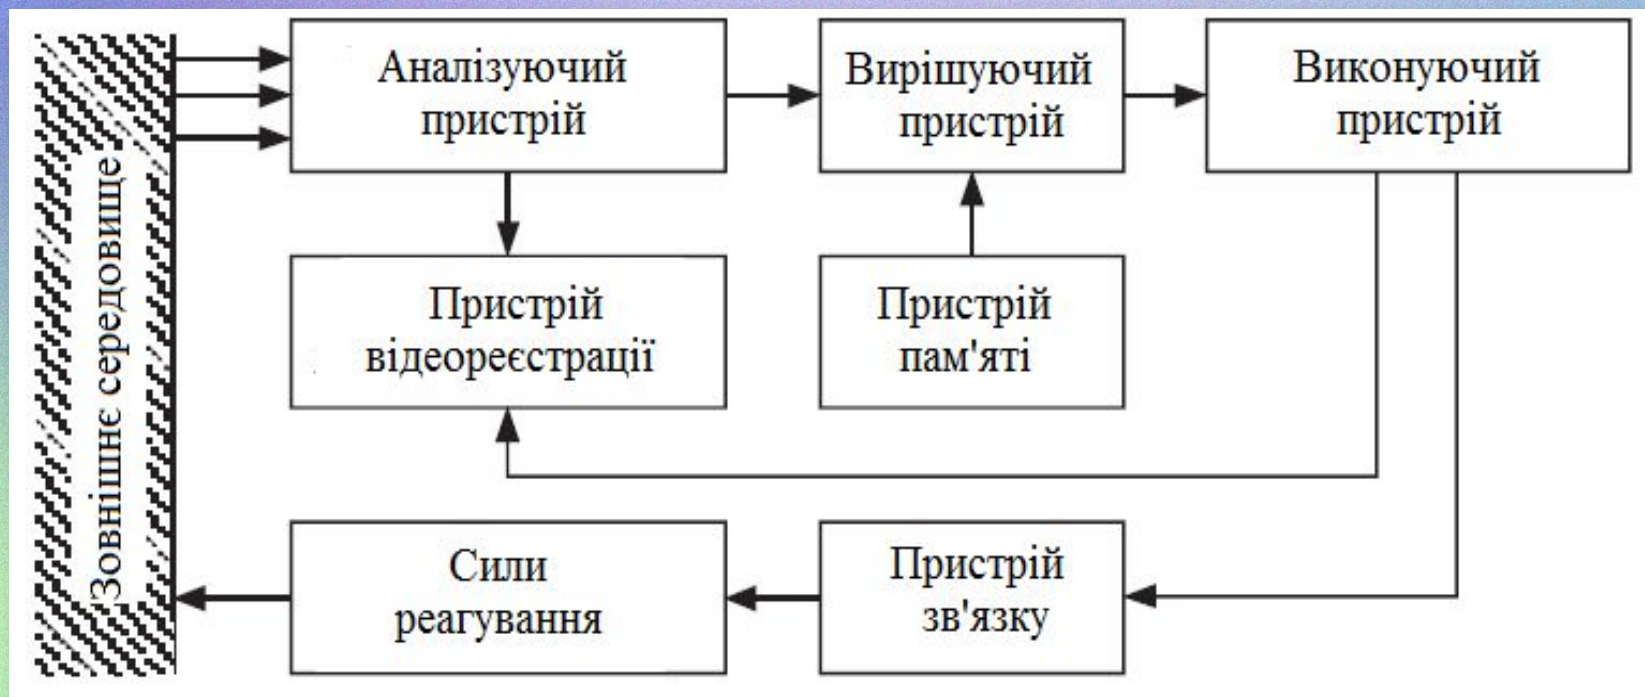 Зовнішнє середовище
Аналізуючий
пристрій
Вирішуючий
пристрій
Виконуючий
пристрій
Пристрій
відеореєстрації
Пристрій
пам'яті
Сили
реагування
Пристрій
зв'язку